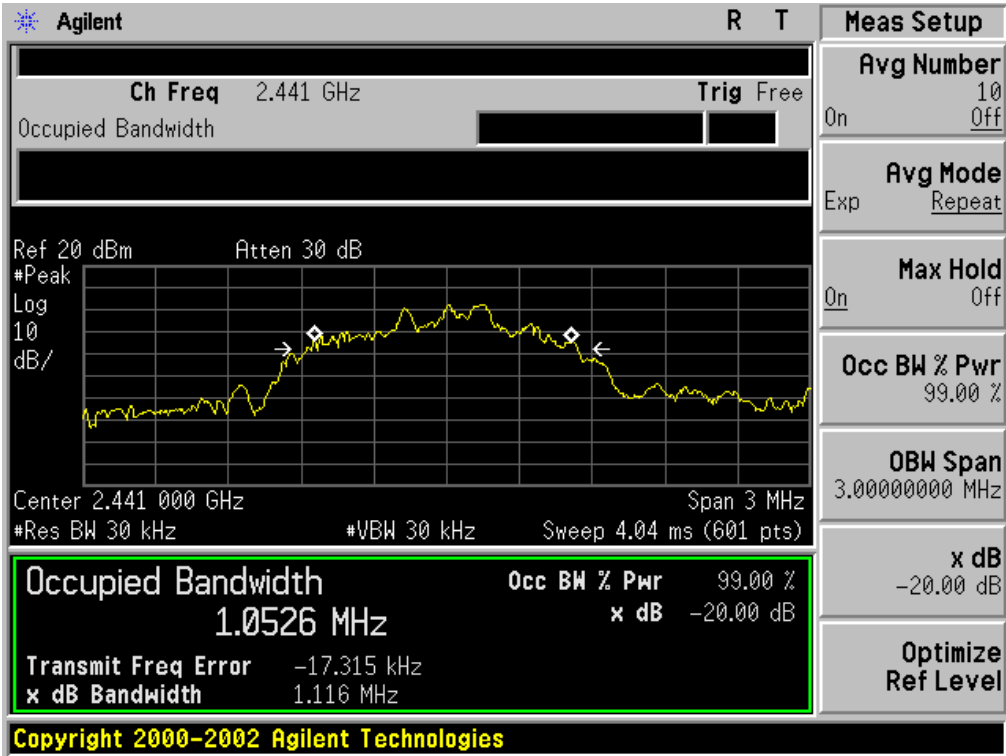 Agilent R T
Ch Freq 2.441 GHz Trig Free
Occupied Bandwidth
Ref 20 dBm Atten 30 dB
#Peak
Log
10
dB/
Center 2.441 000 GHz Span 3 MHz
#Res BW 30 kHz #VBW 30 kHz Sweep 4.04 ms (601 pts)
Occupied Bandwidth
1.0526 MHz
Occ BW % Pwr 99.00 %
x dB -20.00 dB
Transmit Freq Error -17.315 kHz
x dB Bandwidth 1.116 MHz
Copyright 2000-2002 Agilent Technologies
Meas Setup
Avg Number
10
On Off
Avg Mode
Exp Repeat
Max Hold
On Off
Occ BW % Pwr
99.00 %
OBW Span
3.00000000 MHz
x dB
-20.00 dB
Optimize
Ref Level